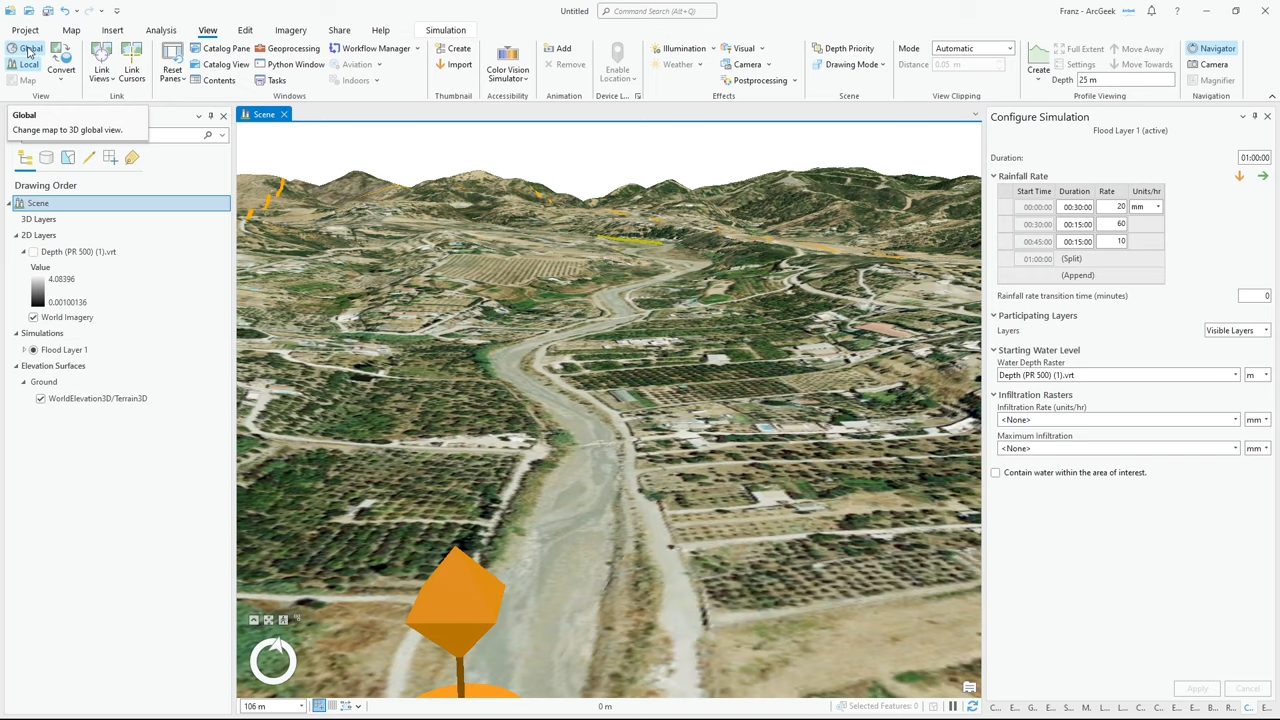 Untitled
Command Search (Alt+Q)
Franz - ArcGeek
Project Map Insert Analysis View Edit Imagery Share Help Simulation
Global
Local
Map
View
Convert
Link Views
Link Cursors
Link
Reset Panes
Catalog Pane
Catalog View
Contents
Geoprocessing
Python Window
Tasks
Workflow Manager
Aviation
Indoors
Windows
Create
Import
Thumbnail
Color Vision Simulator
Accessibility
Add
Remove
Animation
Enable Location
Device L...
Illumination
Weather
Visual
Camera
Postprocessing
Effects
Depth Priority
Drawing Mode
Scene
Mode Automatic
Distance 0.05 m
View Clipping
Create
Full Extent
Move Away
Settings
Move Towards
Depth 25 m
Profile Viewing
Navigator
Camera
Magnifier
Navigation
Global
Change map to 3D global view.
Drawing Order
Scene
3D Layers
2D Layers
Depth (PR 500) (1).vrt
Value
4.08396
0.00100136
World Imagery
Simulations
Flood Layer 1
Elevation Surfaces
Ground
WorldElevation3D/Terrain3D
Scene
106 m
0 m
Selected Features: 0
Configure Simulation
Flood Layer 1 (active)
Duration: 01:00:00
Rainfall Rate
Start Time Duration Rate Units/hr
00:00:00 00:30:00 20 mm
00:30:00 00:15:00 60
00:45:00 00:15:00 10
01:00:00 (Split)
(Append)
Rainfall rate transition time (minutes) 0
Participating Layers
Layers Visible Layers
Starting Water Level
Water Depth Raster
Depth (PR 500) (1).vrt m
Infiltration Rasters
Infiltration Rate (units/hr)
<None> mm
Maximum Infiltration
<None> mm
Contain water within the area of interest.
Apply Cancel
C... E... G... E... S... M... L... L... C... C... E... E... B... R... C... E...